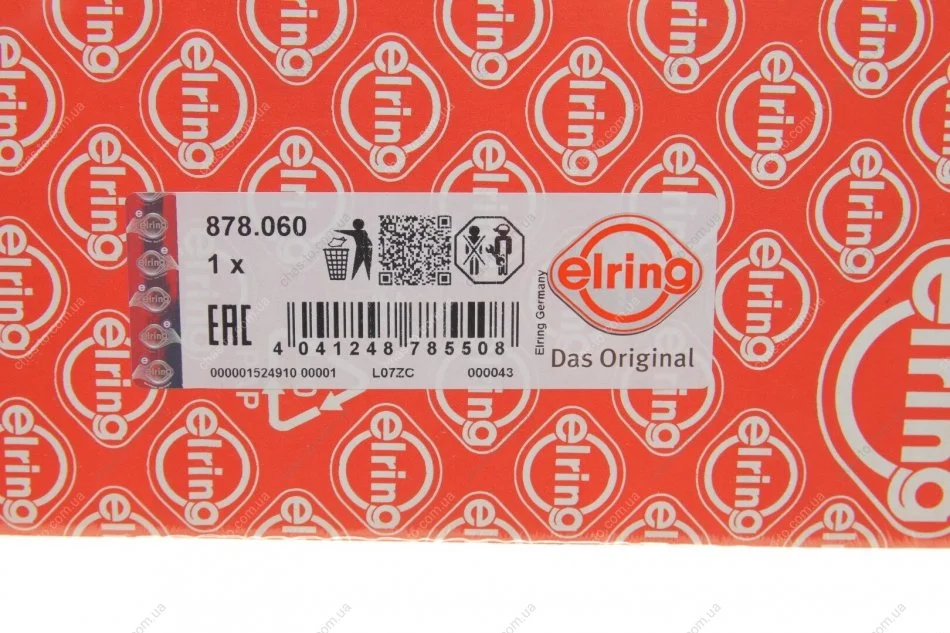 878.060
1 x
EAC
4 041248 785508
000001524910 00001 L07ZC 000043
Elring Germany
elring
Das Original